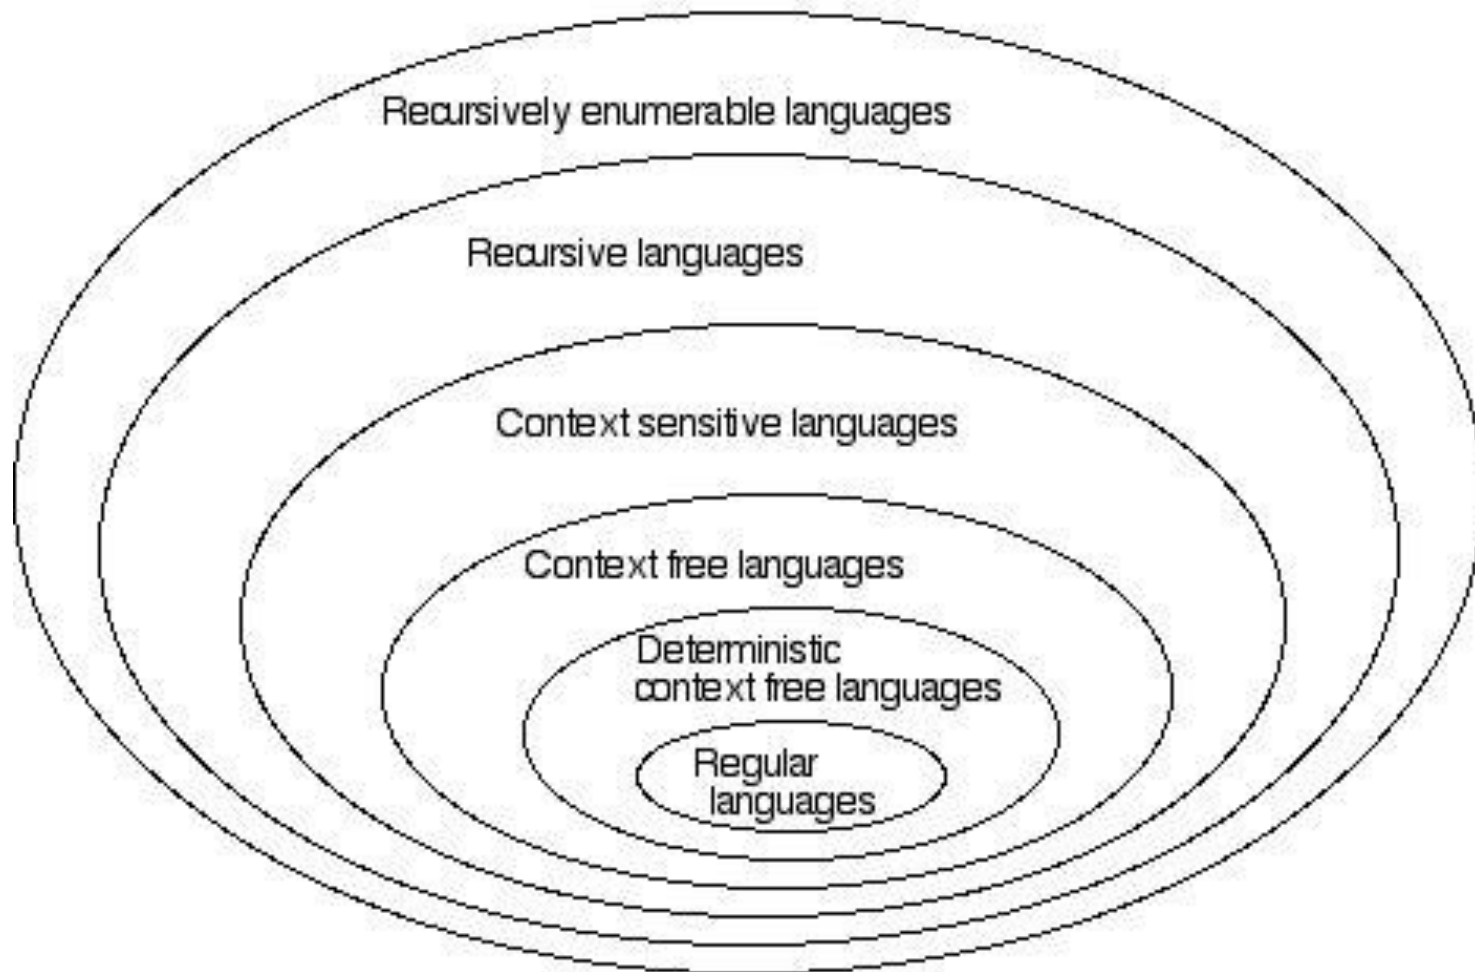 Recursively enumerable languages
Recursive languages
Context sensitive languages
Context free languages
Deterministic
context free languages
Regular
languages